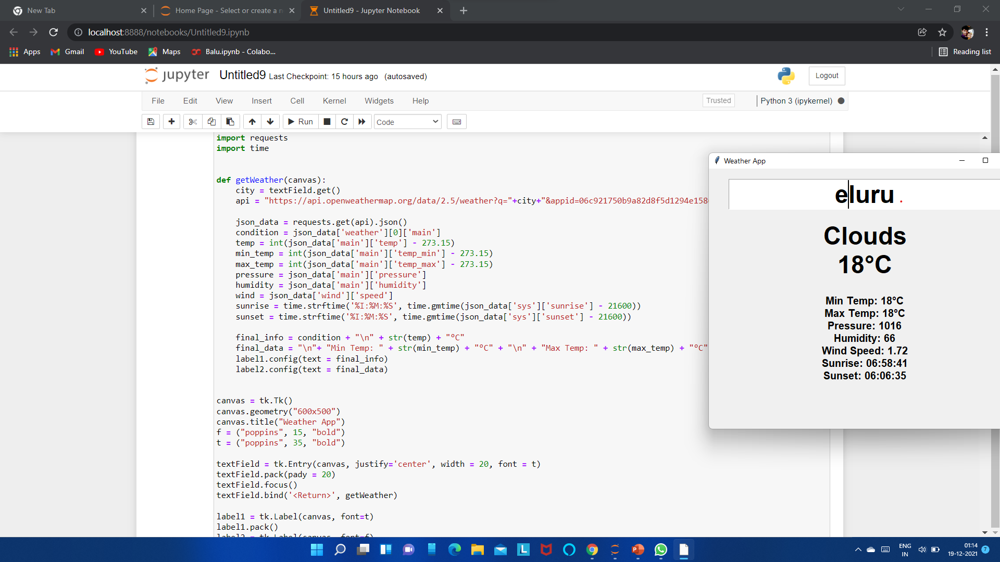 New Tab
Home Page - Select or create a n
Untitled9 - Jupyter Notebook
localhost:8888/notebooks/Untitled9.ipynb
Apps
Gmail
YouTube
Maps
Balu.ipynb - Colabo...
Reading list
jupyter
Untitled9 Last Checkpoint: 15 hours ago (autosaved)
Logout
File
Edit
View
Insert
Cell
Kernel
Widgets
Help
Trusted
Python 3 (ipykernel)
Run
Code
import requests
import time
def getWeather(canvas):
    city = textField.get()
    api = "https://api.openweathermap.org/data/2.5/weather?q="+city+"&appid=06c921750b9a82d8f5d1294e158
    json_data = requests.get(api).json()
    condition = json_data['weather'][0]['main']
    temp = int(json_data['main']['temp'] - 273.15)
    min_temp = int(json_data['main']['temp_min'] - 273.15)
    max_temp = int(json_data['main']['temp_max'] - 273.15)
    pressure = json_data['main']['pressure']
    humidity = json_data['main']['humidity']
    wind = json_data['wind']['speed']
    sunrise = time.strftime('%I:%M:%S', time.gmtime(json_data['sys']['sunrise'] - 21600))
    sunset = time.strftime('%I:%M:%S', time.gmtime(json_data['sys']['sunset'] - 21600))
    final_info = condition + "\n" + str(temp) + "°C"
    final_data = "\n"+ "Min Temp: " + str(min_temp) + "°C" + "\n" + "Max Temp: " + str(max_temp) + "°C"
    label1.config(text = final_info)
    label2.config(text = final_data)
canvas = tk.Tk()
canvas.geometry("600x500")
canvas.title("Weather App")
f = ("poppins", 15, "bold")
t = ("poppins", 35, "bold")
textField = tk.Entry(canvas, justify='center', width = 20, font = t)
textField.pack(pady = 20)
textField.focus()
textField.bind('<Return>', getWeather)
label1 = tk.Label(canvas, font=t)
label1.pack()
label2 = tk.Label(canvas, font=f)
Weather App
eluru .
Clouds
18°C
Min Temp: 18°C
Max Temp: 18°C
Pressure: 1016
Humidity: 66
Wind Speed: 1.72
Sunrise: 06:58:41
Sunset: 06:06:35
ENG
IN
01:14
19-12-2021
7